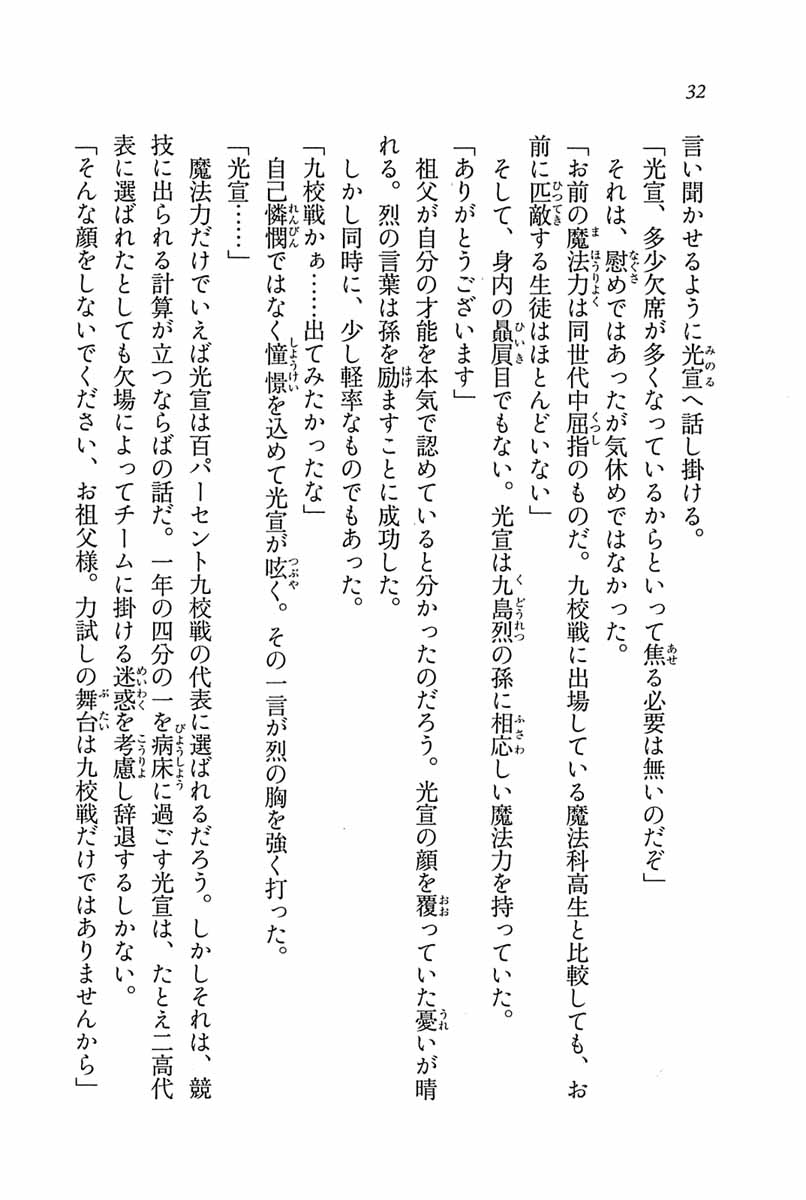 32
言い聞かせるように光宣へ話し掛ける。
「光宣、多少欠席が多くなっているからといって焦る必要は無いのだぞ」
それは、慰めではあったが気休めではなかった。
「お前の魔法力は同世代中屈指のものだ。九校戦に出場している魔法科高生と比較しても、お
前に匹敵する生徒はほとんどいない」
そして、身内の贔屓目でもない。光宣は九島烈の孫に相応しい魔法力を持っていた。
「ありがとうございます」
祖父が自分の才能を本気で認めていると分かったのだろう。光宣の顔を覆っていた憂いが晴
れる。烈の言葉は孫を励ますことに成功した。
しかし同時に、少し軽率なものでもあった。
「九校戦かぁ……出てみたかったな」
自己憐憫ではなく憧憬を込めて光宣が呟く。その一言が烈の胸を強く打った。
「光宣……」
魔法力だけでいえば光宣は百パーセント九校戦の代表に選ばれるだろう。しかしそれは、競
技に出られる計算が立つならばの話だ。一年の四分の一を病床に過ごす光宣は、たとえ二高代
表に選ばれたとしても欠場によってチームに掛ける迷惑を考慮し辞退するしかない。
「そんな顔をしないでください、お祖父様。力試しの舞台は九校戦だけではありませんから」